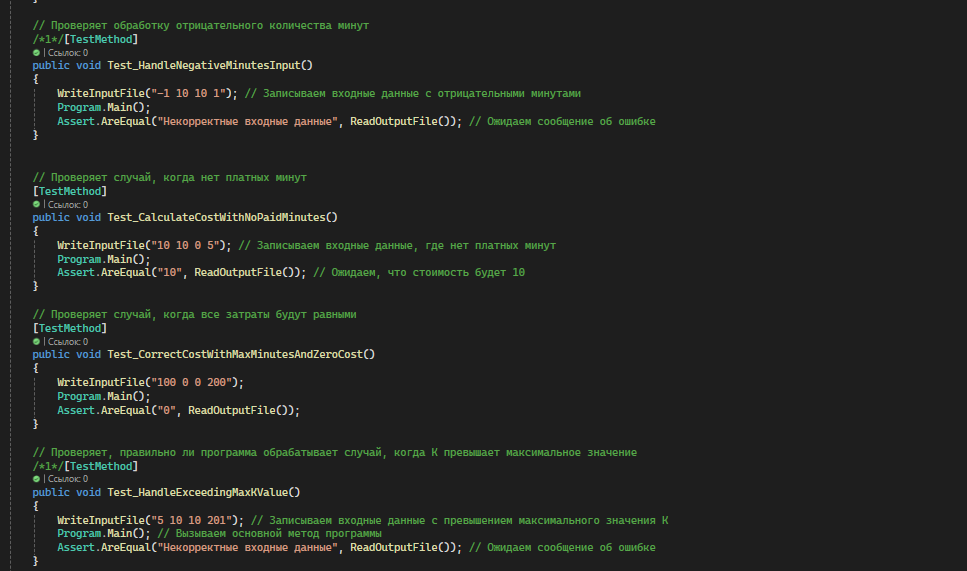 }
// Проверяет обработку отрицательного количества минут
/*1*/[TestMethod]
| Ссылок: 0
public void Test_HandleNegativeMinutesInput()
{
WriteInputFile("-1 10 10 1"); // Записываем входные данные с отрицательными минутами
Program.Main();
Assert.AreEqual("Некорректные входные данные", ReadOutputFile()); // Ожидаем сообщение об ошибке
}
// Проверяет случай, когда нет платных минут
[TestMethod]
| Ссылок: 0
public void Test_CalculateCostWithNoPaidMinutes()
{
WriteInputFile("10 10 0 5"); // Записываем входные данные, где нет платных минут
Program.Main();
Assert.AreEqual("10", ReadOutputFile()); // Ожидаем, что стоимость будет 10
}
// Проверяет случай, когда все затраты будут равными
[TestMethod]
| Ссылок: 0
public void Test_CorrectCostWithMaxMinutesAndZeroCost()
{
WriteInputFile("100 0 0 200");
Program.Main();
Assert.AreEqual("0", ReadOutputFile());
}
// Проверяет, правильно ли программа обрабатывает случай, когда К превышает максимальное значение
/*1*/[TestMethod]
| Ссылок: 0
public void Test_HandleExceedingMaxKValue()
{
WriteInputFile("5 10 10 201"); // Записываем входные данные с превышением максимального значения К
Program.Main(); // Вызываем основной метод программы
Assert.AreEqual("Некорректные входные данные", ReadOutputFile()); // Ожидаем сообщение об ошибке
}